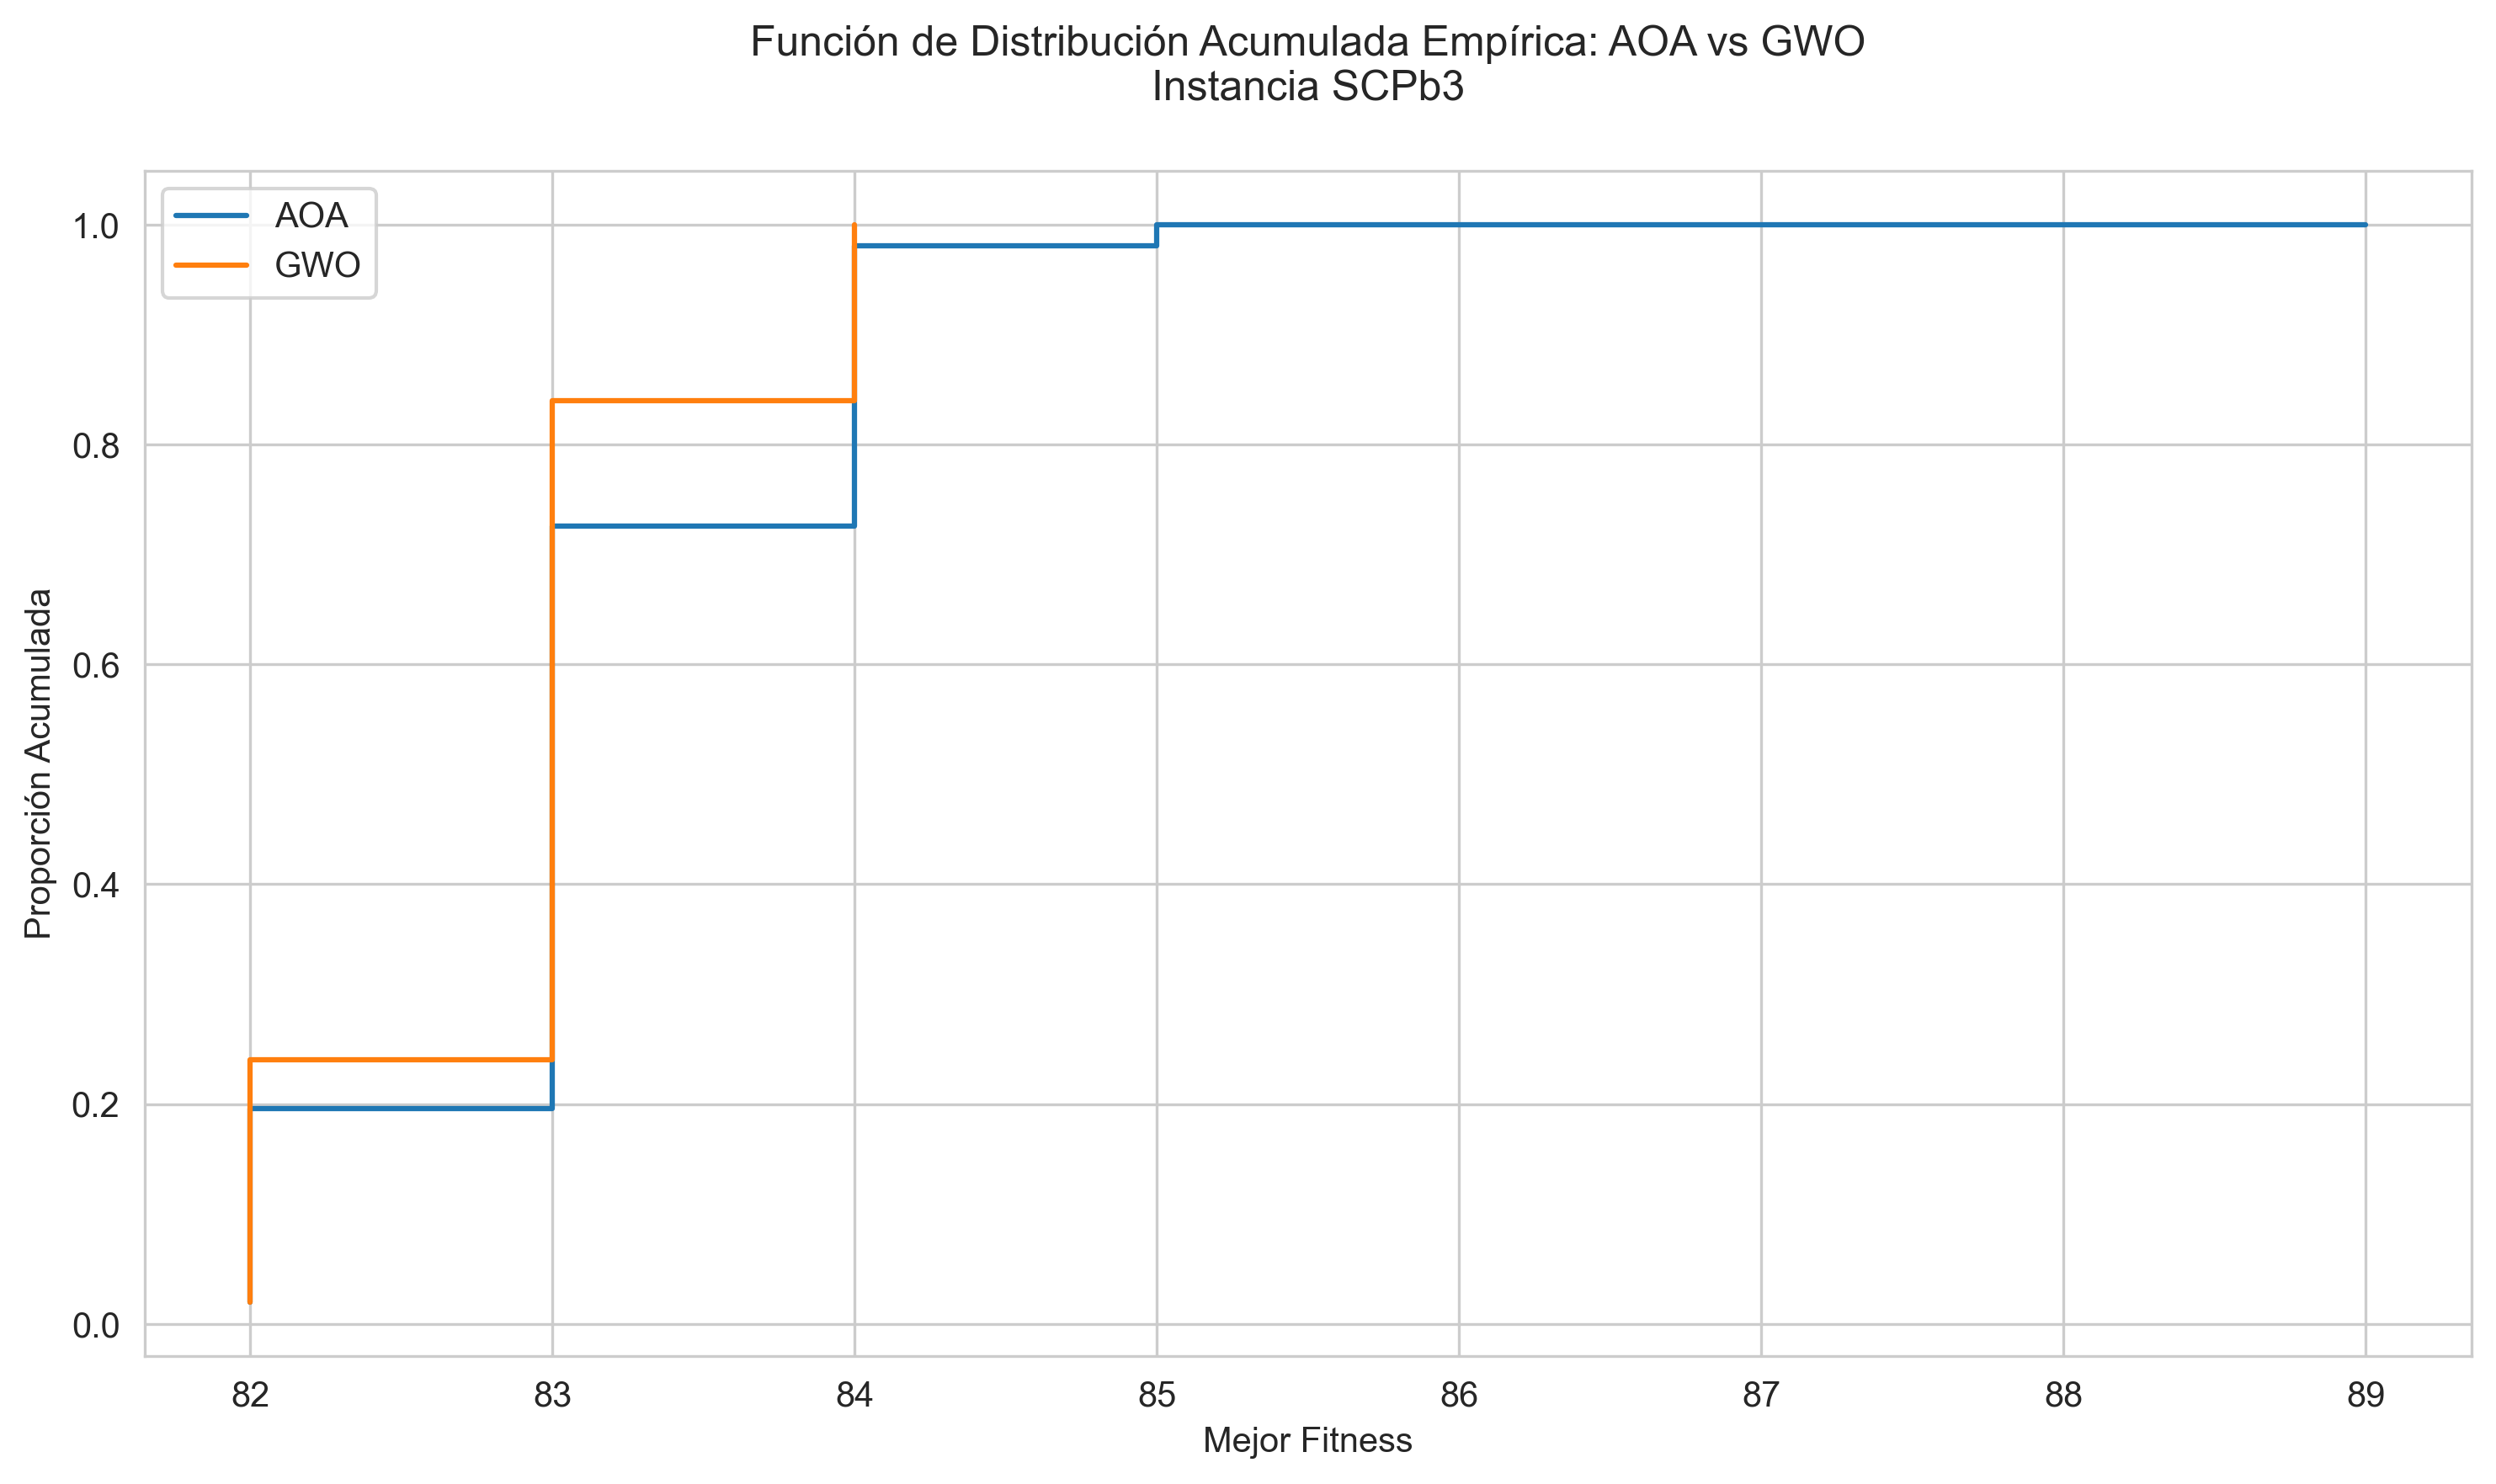 Función de Distribución Acumulada Empírica: AOA vs GWO
Instancia SCPb3
AOA
GWO
1.0
0.8
0.6
0.4
0.2
0.0
Proporción Acumulada
82 83 84 85 86 87 88 89
Mejor Fitness